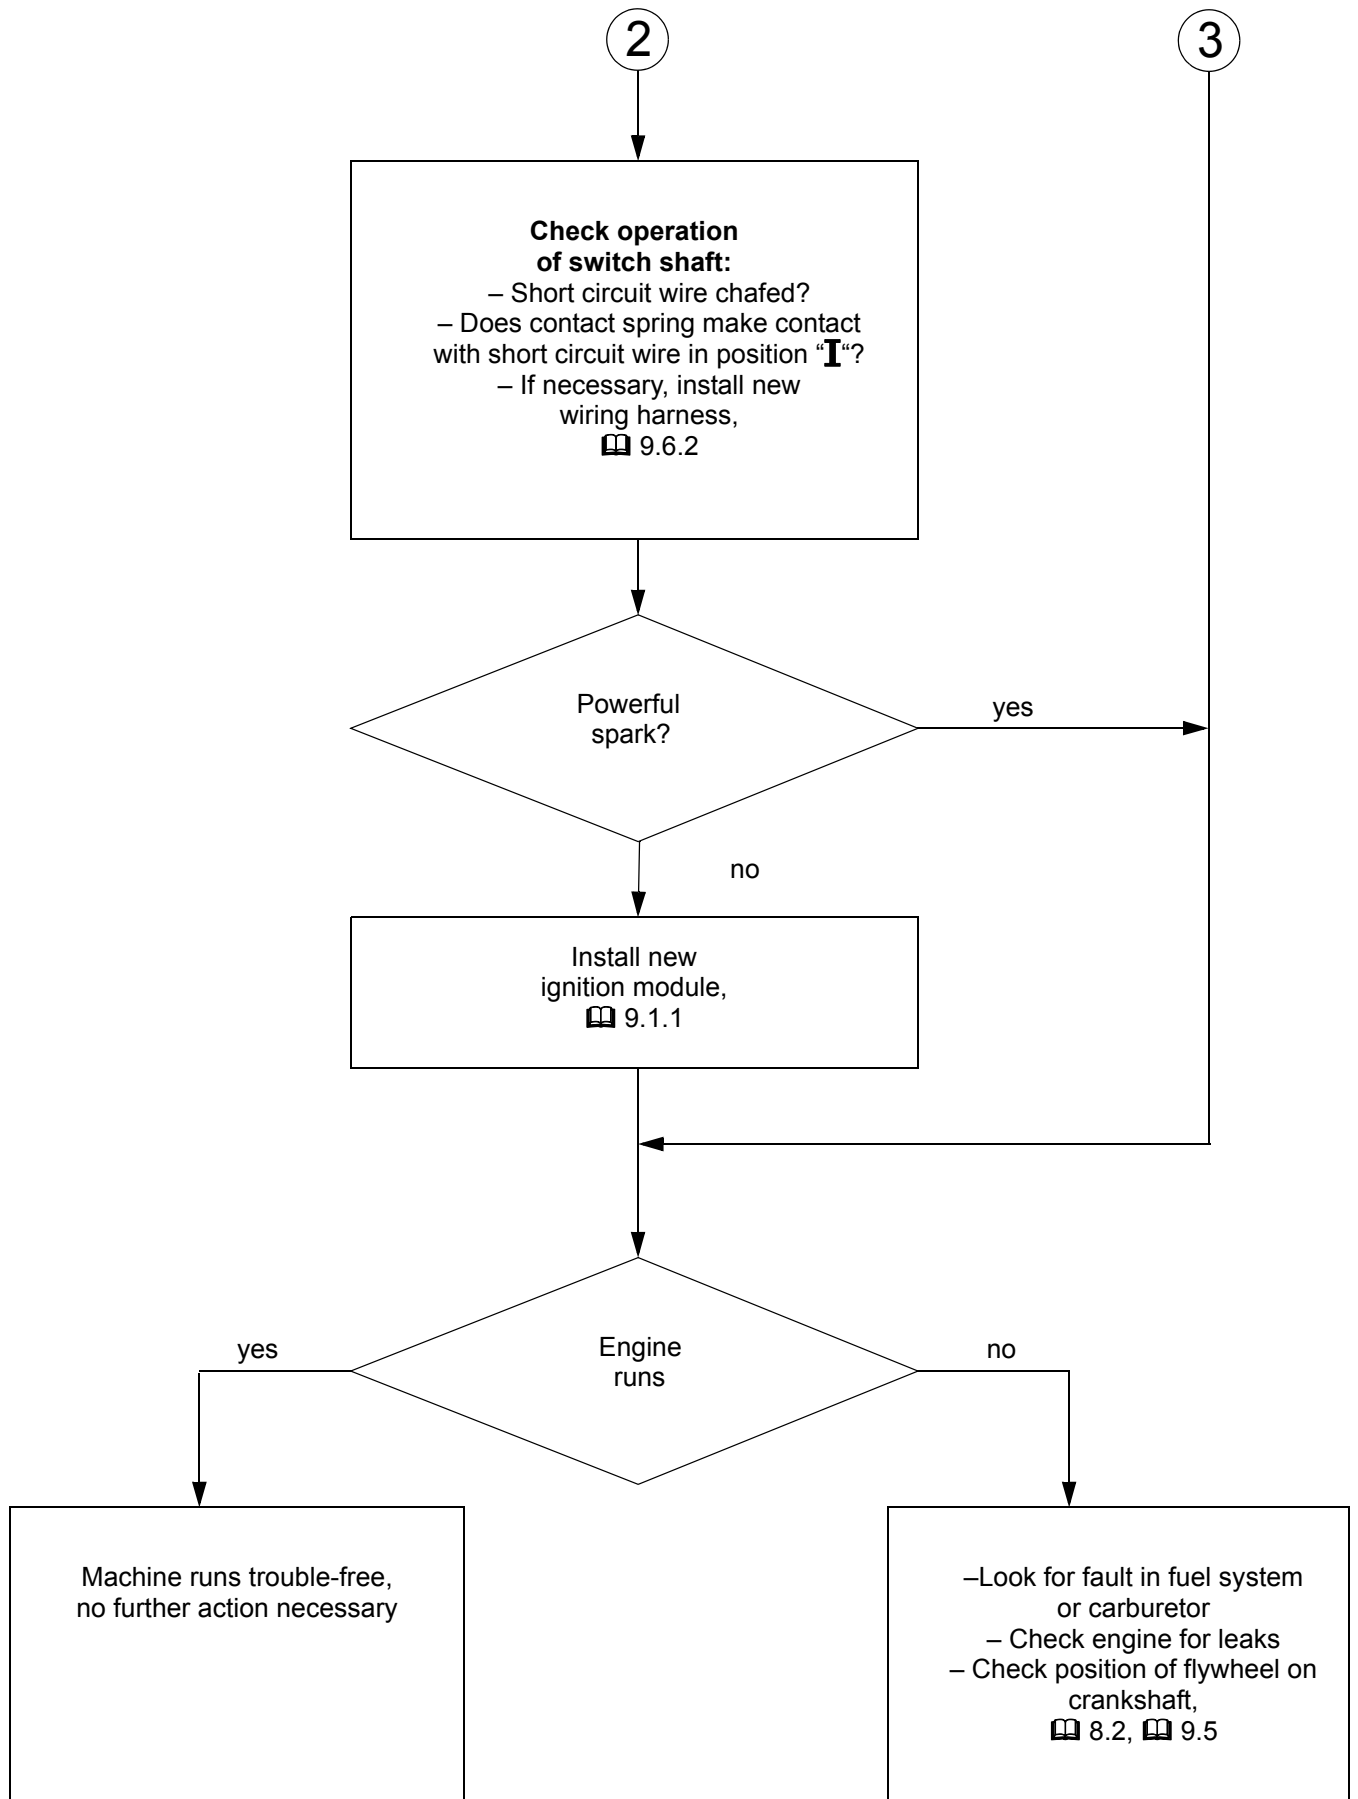 2
3
Check operation
of switch shaft:
– Short circuit wire chafed?
– Does contact spring make contact
with short circuit wire in position “I“?
– If necessary, install new
wiring harness,
9.6.2
Powerful
spark?
yes
no
Install new
ignition module,
9.1.1
Engine
runs
yes
no
Machine runs trouble-free,
no further action necessary
–Look for fault in fuel system
or carburetor
– Check engine for leaks
– Check position of flywheel on
crankshaft,
8.2, 9.5